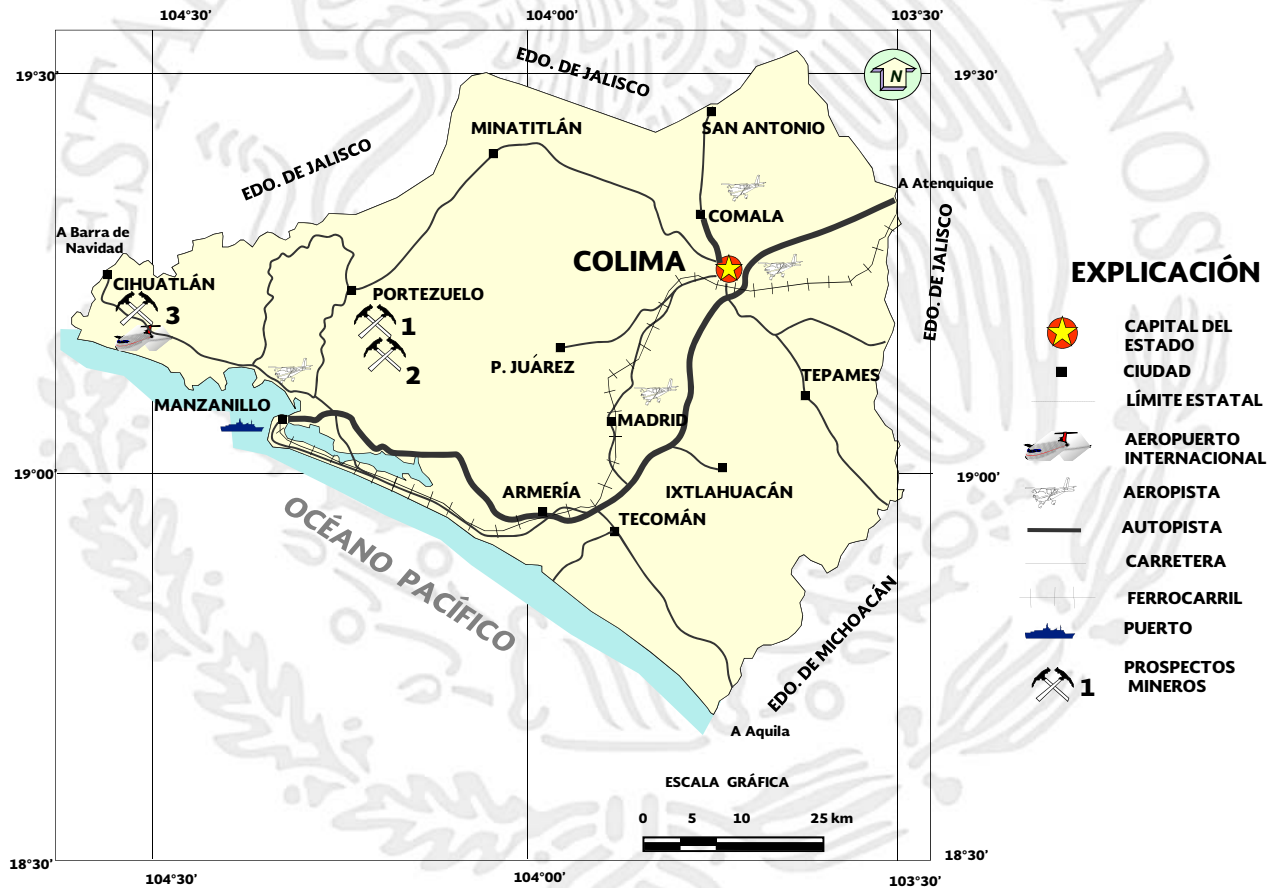 104°30’
104°00’
103°30’
19°30’
19°30’
N
EDO. DE JALISCO
MINATITLÁN
SAN ANTONIO
EDO. DE JALISCO
A Atenquique
COMALA
A Barra de
Navidad
EDO. DE JALISCO
COLIMA
CIHUATLÁN
3
PORTEZUELO
1
2
P. JUÁREZ
TEPAMES
MANZANILLO
MADRID
19°00’
19°00’
ARMERÍA
IXTLAHUACÁN
TECOMÁN
OCÉANO PACÍFICO
EDO. DE MICHOACÁN
A Aquila
ESCALA GRÁFICA
0 5 10 25 km
18°30’
18°30’
104°30’
104°00’
103°30’
EXPLICACIÓN
CAPITAL DEL
ESTADO
CIUDAD
LÍMITE ESTATAL
AEROPUERTO
INTERNACIONAL
AEROPISTA
AUTOPISTA
CARRETERA
FERROCARRIL
PUERTO
1
PROSPECTOS
MINEROS
ESTA
ANOS